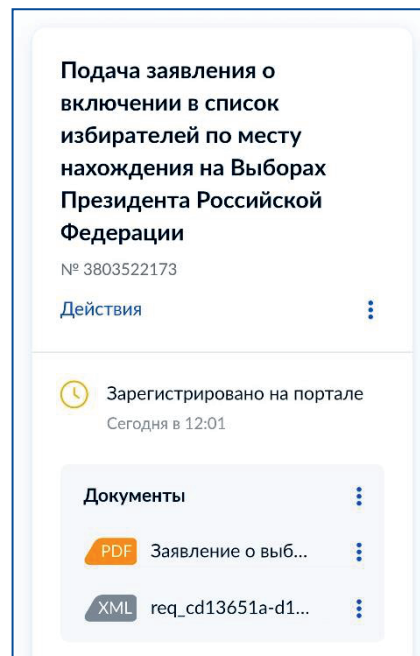 Подача заявления о
включении в список
избирателей по месту
нахождения на Выборах
Президента Российской
Федерации
№ 3803522173
Действия
Зарегистрировано на портале
Сегодня в 12:01
Документы
PDF Заявление о выб...
XML req_cd13651a-d1...